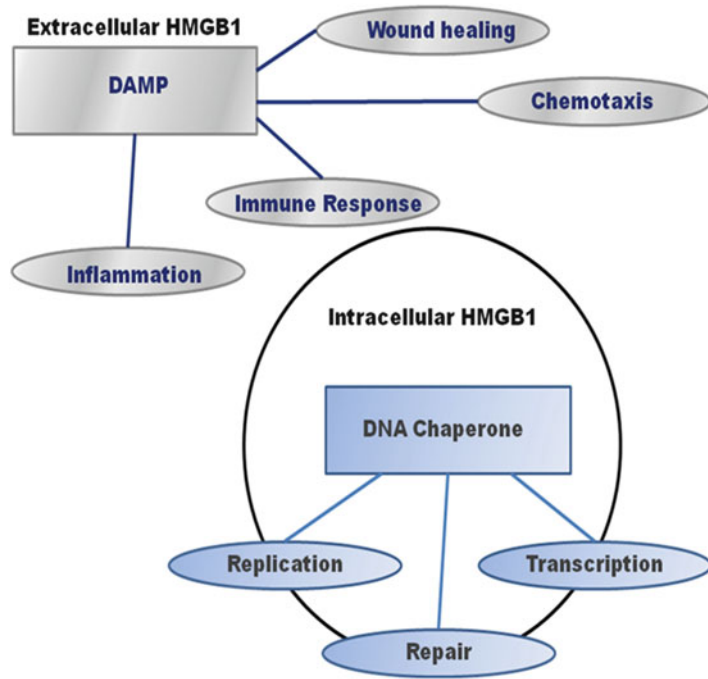 Extracellular HMGB1
Wound healing
DAMP
Chemotaxis
Immune Response
Inflammation
Intracellular HMGB1
DNA Chaperone
Replication
Transcription
Repair